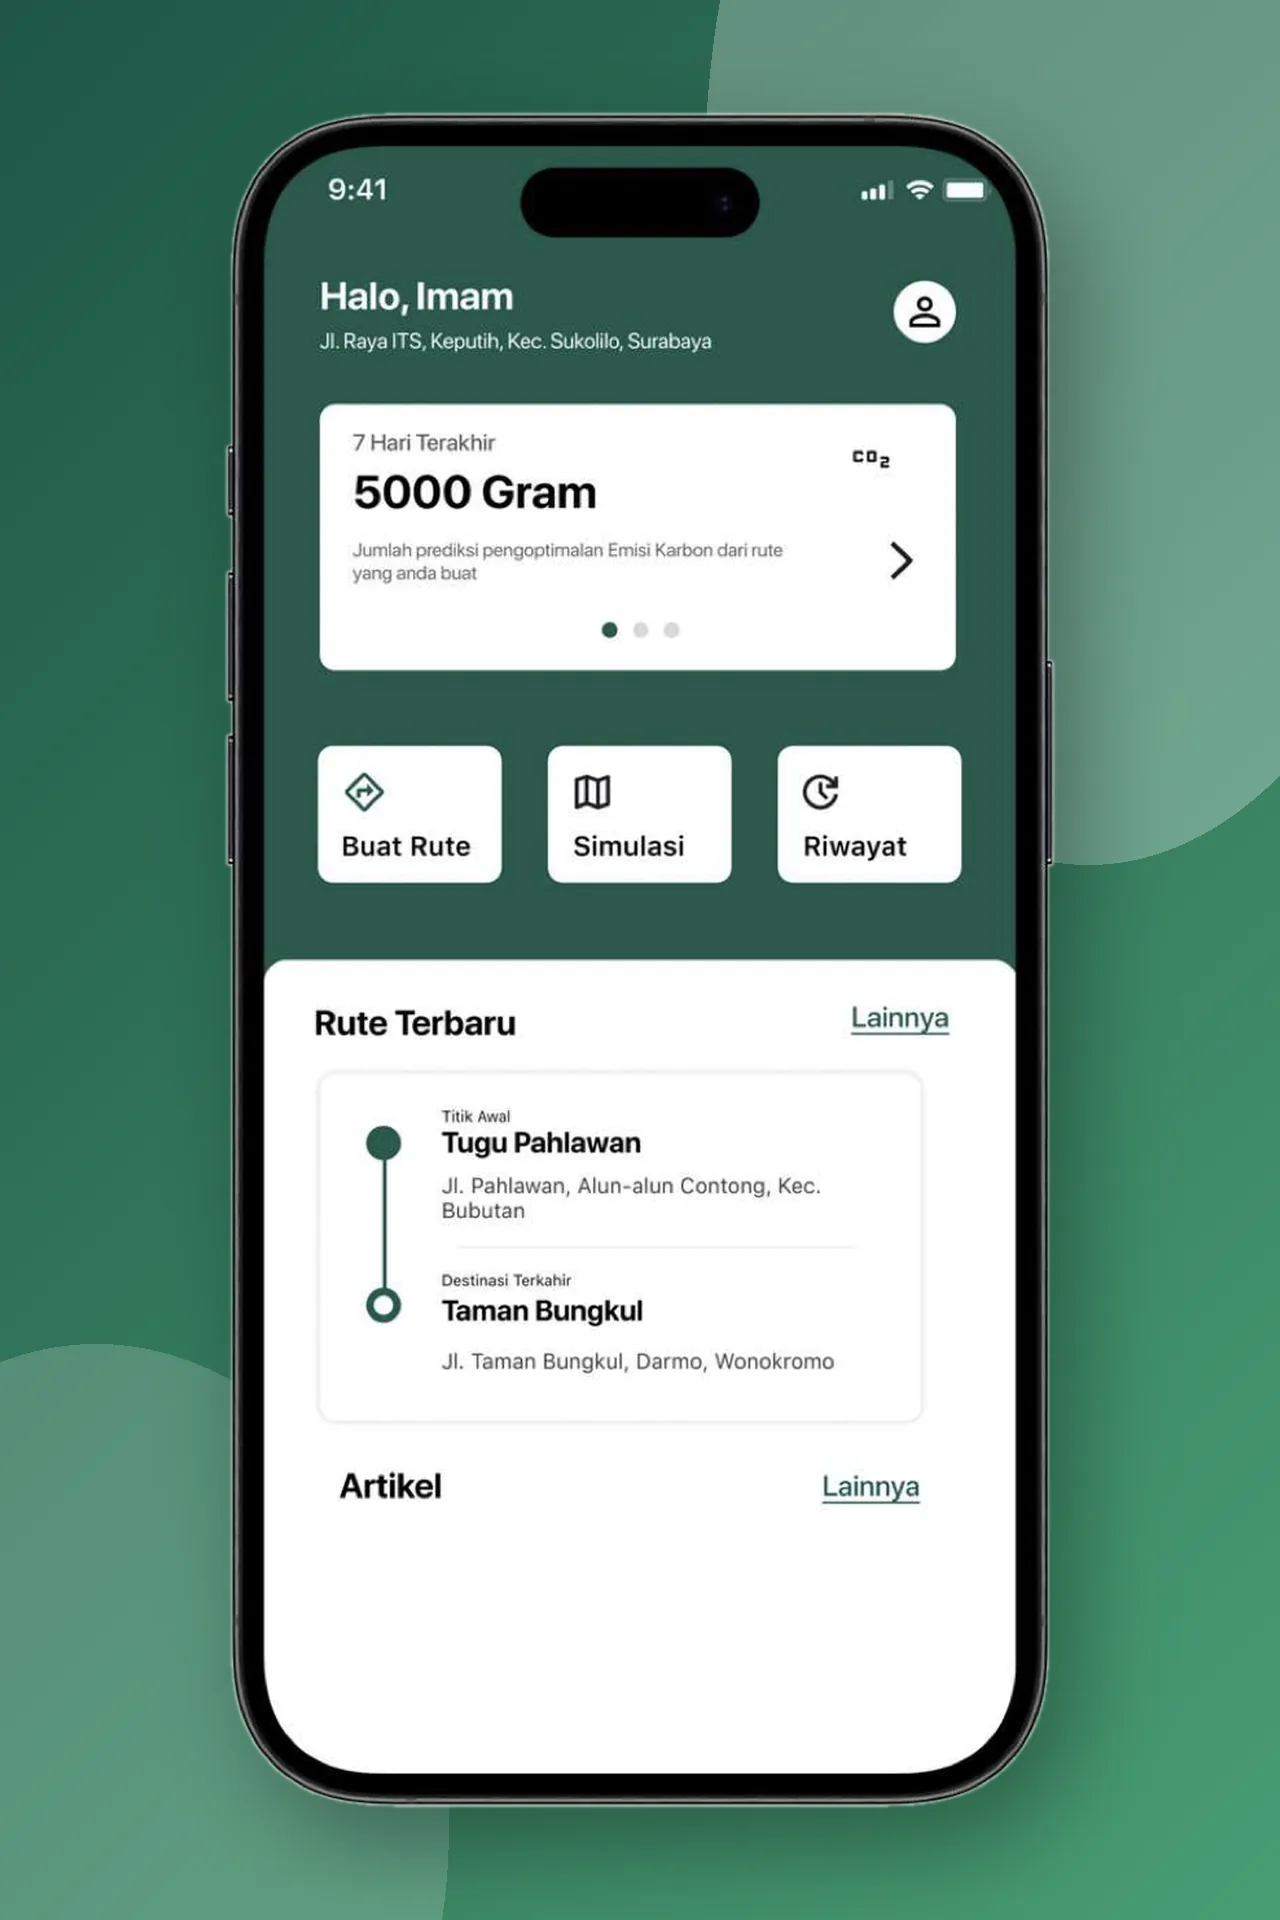 9:41
Halo, Imam
Jl. Raya ITS, Keputih, Kec. Sukolilo, Surabaya
7 Hari Terakhir
CO₂
5000 Gram
Jumlah prediksi pengoptimalan Emisi Karbon dari rute
yang anda buat
Buat Rute
Simulasi
Riwayat
Rute Terbaru
Lainnya
Titik Awal
Tugu Pahlawan
Jl. Pahlawan, Alun-alun Contong, Kec.
Bubutan
Destinasi Terkahir
Taman Bungkul
Jl. Taman Bungkul, Darmo, Wonokromo
Artikel
Lainnya